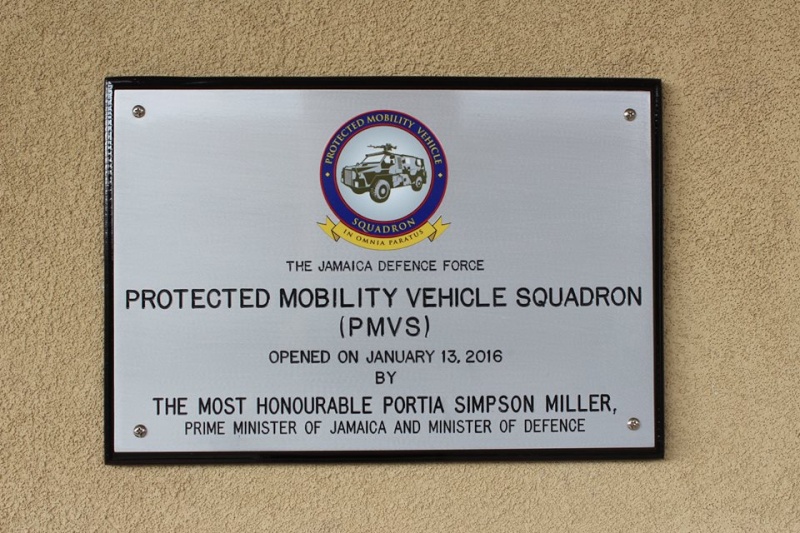 PROTECTED MOBILITY VEHICLE
SQUADRON
IN OMNIA PARATUS
THE JAMAICA DEFENCE FORCE
PROTECTED MOBILITY VEHICLE SQUADRON
(PMVS)
OPENED ON JANUARY 13, 2016
BY
THE MOST HONOURABLE PORTIA SIMPSON MILLER,
PRIME MINISTER OF JAMAICA AND MINISTER OF DEFENCE